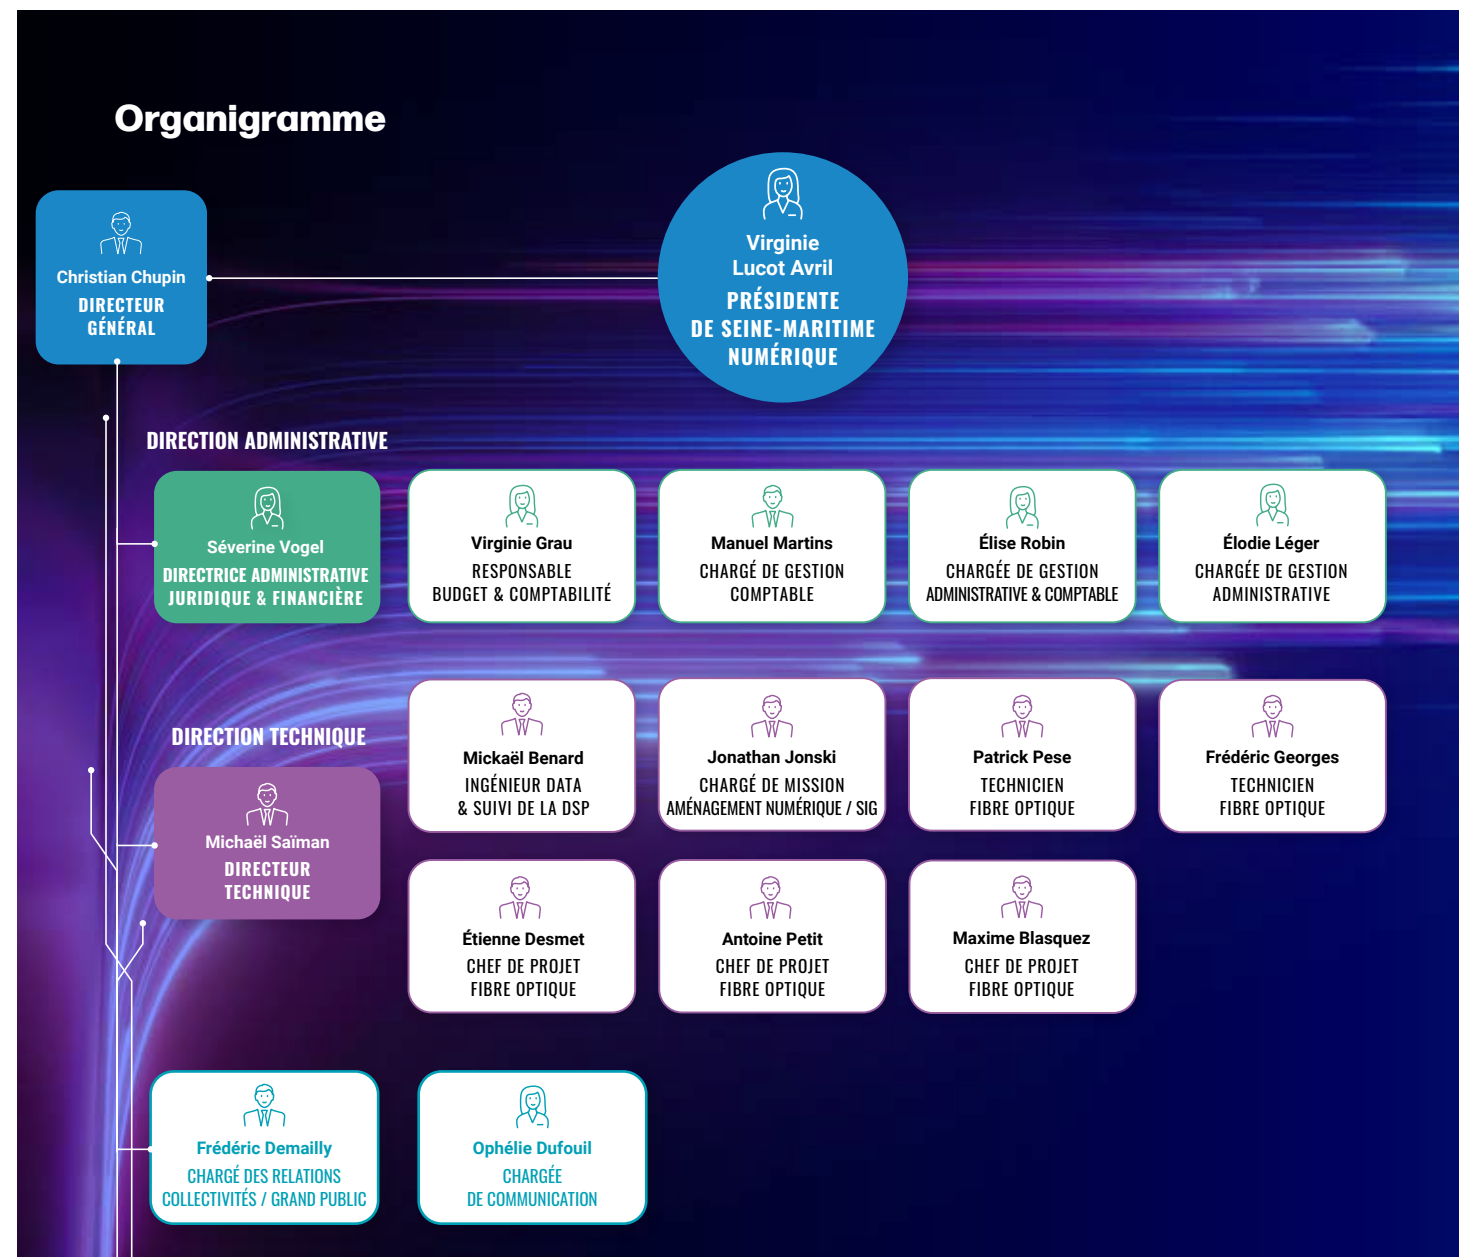 Organigramme
Virginie
Lucot Avril
PRÉSIDENTE
DE SEINE-MARITIME
NUMÉRIQUE
Christian Chupin
DIRECTEUR
GÉNÉRAL
DIRECTION ADMINISTRATIVE
Séverine Vogel
DIRECTRICE ADMINISTRATIVE
JURIDIQUE & FINANCIÈRE
Virginie Grau
RESPONSABLE
BUDGET & COMPTABILITÉ
Manuel Martins
CHARGÉ DE GESTION
COMPTABLE
Élise Robin
CHARGÉE DE GESTION
ADMINISTRATIVE & COMPTABLE
Élodie Léger
CHARGÉE DE GESTION
ADMINISTRATIVE
DIRECTION TECHNIQUE
Michaël Saïman
DIRECTEUR
TECHNIQUE
Mickaël Benard
INGÉNIEUR DATA
& SUIVI DE LA DSP
Jonathan Jonski
CHARGÉ DE MISSION
AMÉNAGEMENT NUMÉRIQUE / SIG
Patrick Pese
TECHNICIEN
FIBRE OPTIQUE
Frédéric Georges
TECHNICIEN
FIBRE OPTIQUE
Étienne Desmet
CHEF DE PROJET
FIBRE OPTIQUE
Antoine Petit
CHEF DE PROJET
FIBRE OPTIQUE
Maxime Blasquez
CHEF DE PROJET
FIBRE OPTIQUE
Frédéric Demailly
CHARGÉ DES RELATIONS
COLLECTIVITÉS / GRAND PUBLIC
Ophélie Dufouil
CHARGÉE
DE COMMUNICATION